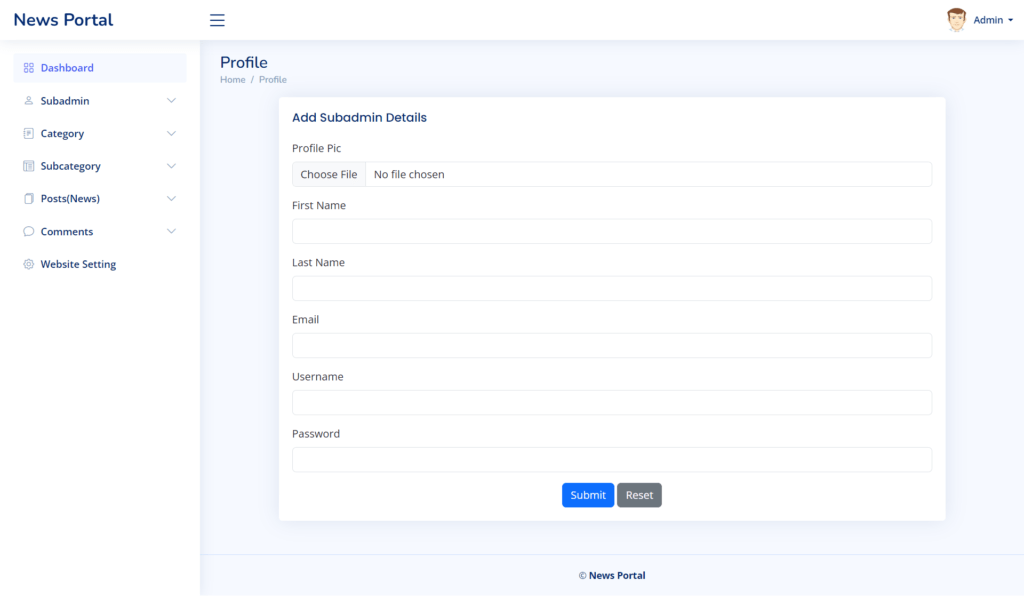 News Portal
Admin
Dashboard
Subadmin
Category
Subcategory
Posts(News)
Comments
Website Setting
Profile
Home / Profile
Add Subadmin Details
Profile Pic
Choose File No file chosen
First Name
Last Name
Email
Username
Password
Submit Reset
© News Portal